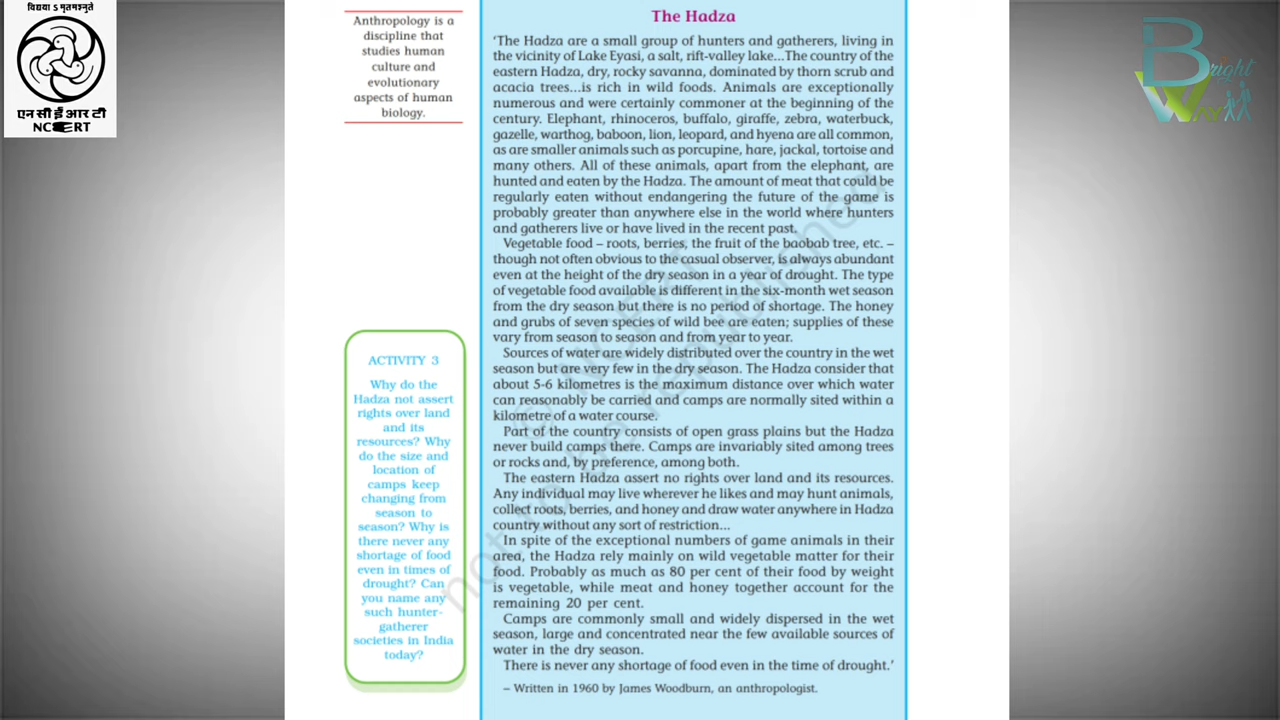 विद्यया ऽ मृतमश्नुते
एन सी ई आर टी
NCERT
Anthropology is a
discipline that
studies human
culture and
evolutionary
aspects of human
biology.
ACTIVITY 3
Why do the
Hadza not assert
rights over land
and its
resources? Why
do the size and
location of
camps keep
changing from
season to
season? Why is
there never any
shortage of food
even in times of
drought? Can
you name any
such hunter-
gatherer
societies in India
today?
The Hadza
‘The Hadza are a small group of hunters and gatherers, living in
the vicinity of Lake Eyasi, a salt, rift-valley lake...The country of the
eastern Hadza, dry, rocky savanna, dominated by thorn scrub and
acacia trees...is rich in wild foods. Animals are exceptionally
numerous and were certainly commoner at the beginning of the
century. Elephant, rhinoceros, buffalo, giraffe, zebra, waterbuck,
gazelle, warthog, baboon, lion, leopard, and hyena are all common,
as are smaller animals such as porcupine, hare, jackal, tortoise and
many others. All of these animals, apart from the elephant, are
hunted and eaten by the Hadza. The amount of meat that could be
regularly eaten without endangering the future of the game is
probably greater than anywhere else in the world where hunters
and gatherers live or have lived in the recent past.
Vegetable food – roots, berries, the fruit of the baobab tree, etc. –
though not often obvious to the casual observer, is always abundant
even at the height of the dry season in a year of drought. The type
of vegetable food available is different in the six-month wet season
from the dry season but there is no period of shortage. The honey
and grubs of seven species of wild bee are eaten; supplies of these
vary from season to season and from year to year.
Sources of water are widely distributed over the country in the wet
season but are very few in the dry season. The Hadza consider that
about 5-6 kilometres is the maximum distance over which water
can reasonably be carried and camps are normally sited within a
kilometre of a water course.
Part of the country consists of open grass plains but the Hadza
never build camps there. Camps are invariably sited among trees
or rocks and, by preference, among both.
The eastern Hadza assert no rights over land and its resources.
Any individual may live wherever he likes and may hunt animals,
collect roots, berries, and honey and draw water anywhere in Hadza
country without any sort of restriction...
In spite of the exceptional numbers of game animals in their
area, the Hadza rely mainly on wild vegetable matter for their
food. Probably as much as 80 per cent of their food by weight
is vegetable, while meat and honey together account for the
remaining 20 per cent.
Camps are commonly small and widely dispersed in the wet
season, large and concentrated near the few available sources of
water in the dry season.
There is never any shortage of food even in the time of drought.’
– Written in 1960 by James Woodburn, an anthropologist.
© NCERT
not to be republished
Bright
Way